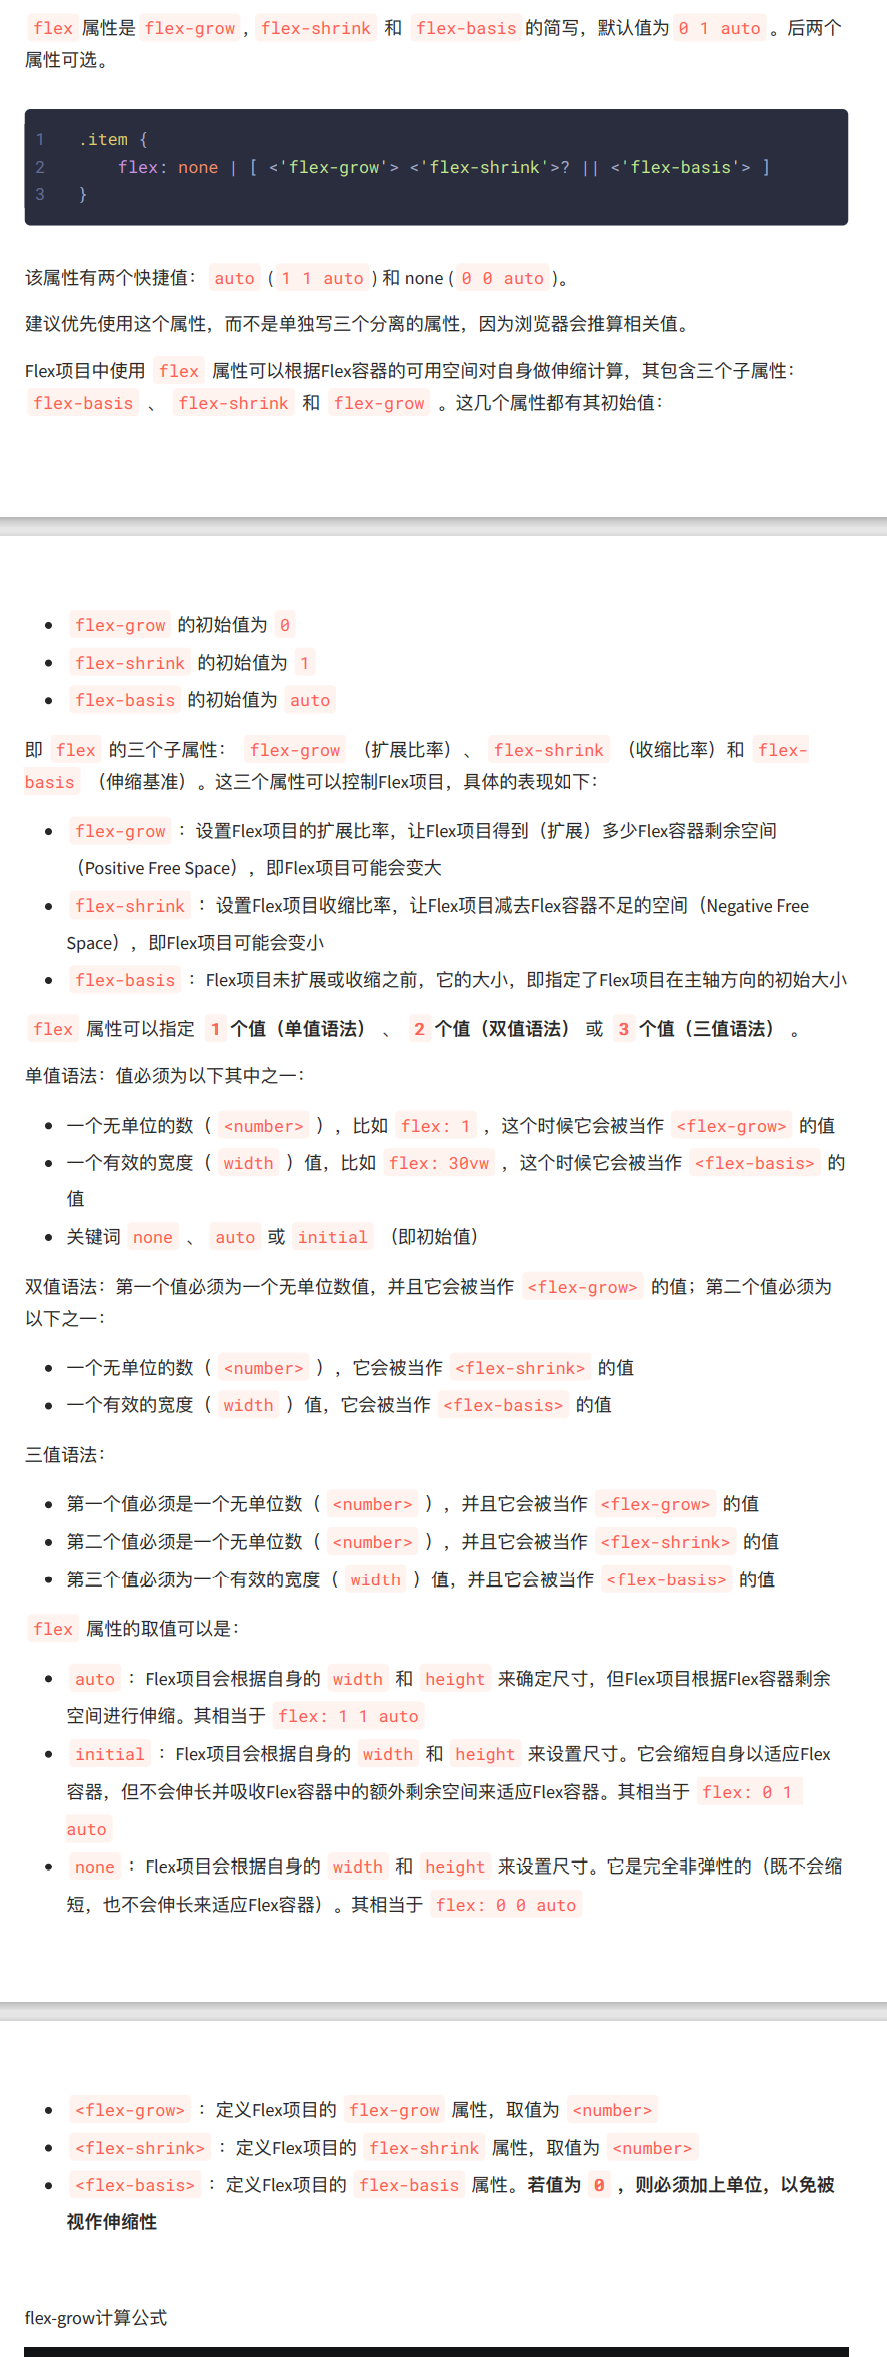 flex 属性是 flex-grow , flex-shrink 和 flex-basis 的简写，默认值为 0 1 auto 。后两个
属性可选。
1 .item {
2 flex: none | [ <'flex-grow'> <'flex-shrink'>? || <'flex-basis'> ]
3 }
该属性有两个快捷值： auto ( 1 1 auto ) 和 none ( 0 0 auto )。
建议优先使用这个属性，而不是单独写三个分离的属性，因为浏览器会推算相关值。
Flex项目中使用 flex 属性可以根据Flex容器的可用空间对自身做伸缩计算，其包含三个子属性：
flex-basis 、 flex-shrink 和 flex-grow 。这几个属性都有其初始值：
• flex-grow 的初始值为 0
• flex-shrink 的初始值为 1
• flex-basis 的初始值为 auto
即 flex 的三个子属性： flex-grow （扩展比率）、 flex-shrink （收缩比率）和 flex-
basis （伸缩基准）。这三个属性可以控制Flex项目，具体的表现如下：
• flex-grow ：设置Flex项目的扩展比率，让Flex项目得到（扩展）多少Flex容器剩余空间
（Positive Free Space），即Flex项目可能会变大
• flex-shrink ：设置Flex项目收缩比率，让Flex项目减去Flex容器不足的空间（Negative Free
Space），即Flex项目可能会变小
• flex-basis ：Flex项目未扩展或收缩之前，它的大小，即指定了Flex项目在主轴方向的初始大小
flex 属性可以指定 1 个值（单值语法） 、 2 个值（双值语法） 或 3 个值（三值语法） 。
单值语法：值必须为以下其中之一：
• 一个无单位的数（ <number> ），比如 flex: 1 ，这个时候它会被当作 <flex-grow> 的值
• 一个有效的宽度（ width ）值，比如 flex: 30vw ，这个时候它会被当作 <flex-basis> 的
值
• 关键词 none 、 auto 或 initial （即初始值）
双值语法：第一个值必须为一个无单位数值，并且它会被当作 <flex-grow> 的值；第二个值必须为
以下之一：
• 一个无单位的数（ <number> ），它会被当作 <flex-shrink> 的值
• 一个有效的宽度（ width ）值，它会被当作 <flex-basis> 的值
三值语法：
• 第一个值必须是一个无单位数（ <number> ），并且它会被当作 <flex-grow> 的值
• 第二个值必须是一个无单位数（ <number> ），并且它会被当作 <flex-shrink> 的值
• 第三个值必须为一个有效的宽度（ width ）值，并且它会被当作 <flex-basis> 的值
flex 属性的取值可以是：
• auto ：Flex项目会根据自身的 width 和 height 来确定尺寸，但Flex项目根据Flex容器剩余
空间进行伸缩。其相当于 flex: 1 1 auto
• initial ：Flex项目会根据自身的 width 和 height 来设置尺寸。它会缩短自身以适应Flex
容器，但不会伸长并吸收Flex容器中的额外剩余空间来适应Flex容器。其相当于 flex: 0 1
auto
• none ：Flex项目会根据自身的 width 和 height 来设置尺寸。它是完全非弹性的（既不会缩
短，也不会伸长来适应Flex容器）。其相当于 flex: 0 0 auto
• <flex-grow> ：定义Flex项目的 flex-grow 属性，取值为 <number>
• <flex-shrink> ：定义Flex项目的 flex-shrink 属性，取值为 <number>
• <flex-basis> ：定义Flex项目的 flex-basis 属性。若值为 0 ，则必须加上单位，以免被
视作伸缩性
flex-grow计算公式